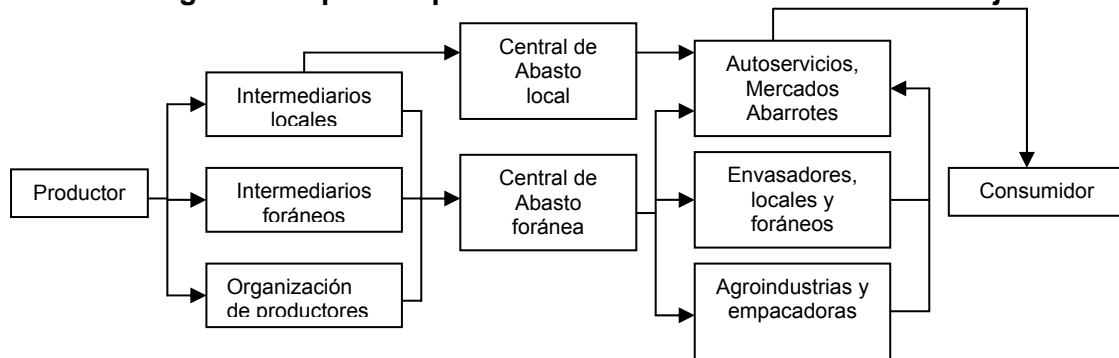 Central de
Abasto
local
Autoservicios,
Mercados
Abarrotes
Intermediarios
locales
Productor
Intermediarios
foráneos
Central de
Abasto
foránea
Envasadores,
locales y
foráneos
Consumidor
Organización
de productores
Agroindustrias y
empacadoras